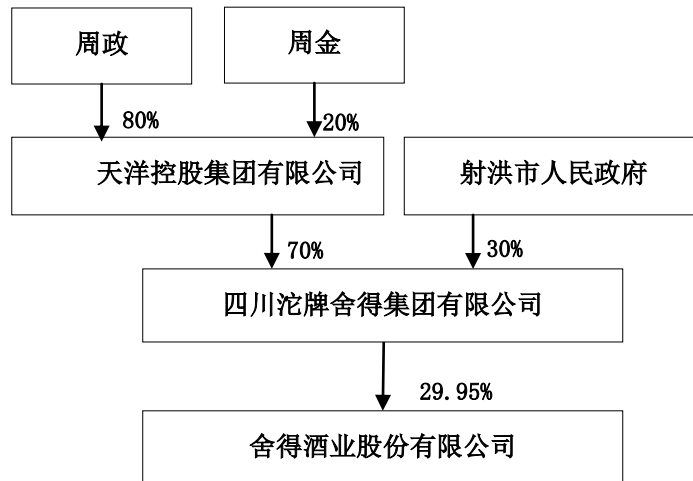 周政
周金
80%
20%
天洋控股集团有限公司
射洪市人民政府
70%
30%
四川沱牌舍得集团有限公司
29.95%
舍得酒业股份有限公司